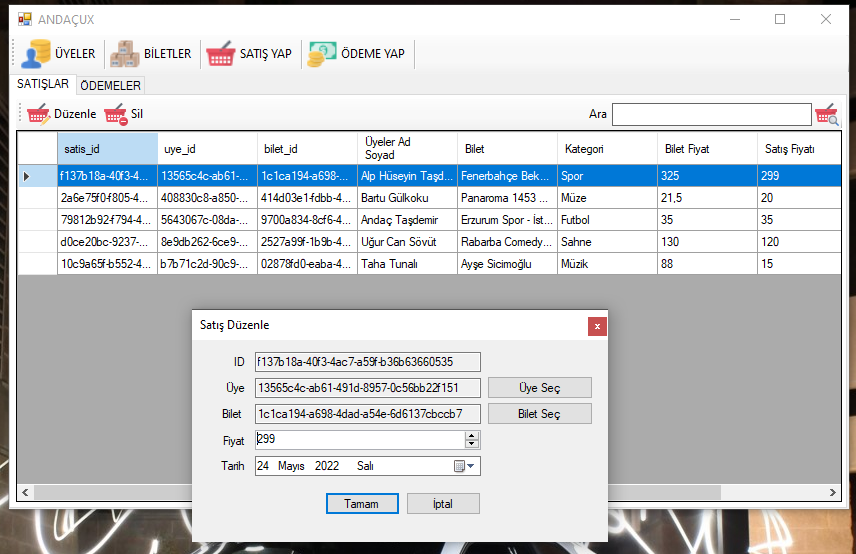 ANDAÇUX
ÜYELER BİLETLER SATIŞ YAP ÖDEME YAP
SATIŞLAR ÖDEMELER
Düzenle Sil Ara
satis_id uye_id bilet_id Üyeler Ad Soyad Bilet Kategori Bilet Fiyat Satış Fiyatı
f137b18a-40f3-4... 13565c4c-ab61-... 1c1ca194-a698-... Alp Hüseyin Taşd... Fenerbahçe Bek... Spor 325 299
2a6e75f0-f805-4... 408830c8-a850-... 414d03e1-fdbb-4... Bartu Gülkoku Panaroma 1453 ... Müze 21,5 20
79812b92-f794-4... 5643067c-08da-... 9700a834-8cf6-4... Andaç Taşdemir Erzurum Spor - İst... Futbol 35 35
d0ce20bc-9237-... 8e9db262-6ce9-... 2527a99f-1b9b-4... Uğur Can Sövüt Rabarba Comedy... Sahne 130 120
10c9a65f-b552-4... b7b71c2d-90c9-... 02878fd0-eaba-4... Taha Tunalı Ayşe Sicimoğlu Müzik 88 15
Satış Düzenle
x
ID f137b18a-40f3-4ac7-a59f-b36b63660535
Üye 13565c4c-ab61-491d-8957-0c56bb22f151 Üye Seç
Bilet 1c1ca194-a698-4dad-a54e-6d6137cbccb7 Bilet Seç
Fiyat 299
Tarih 24 Mayıs 2022 Salı
Tamam İptal